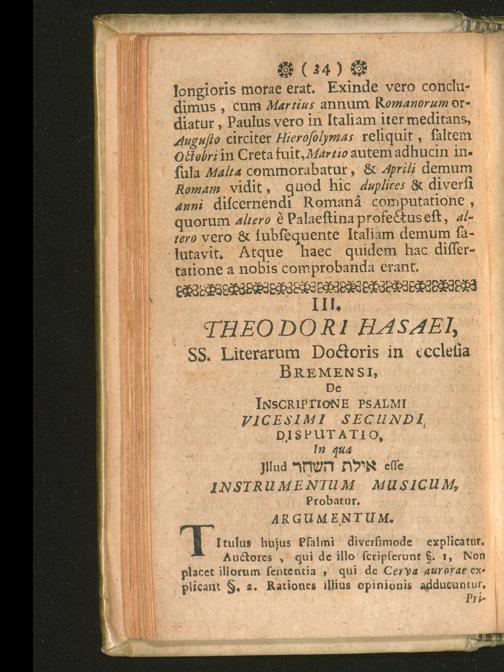 ❁ (34) ❁
longioris morae erat. Exinde vero conclu-
dimus, cum Martius annum Romanorum or-
diatur, Paulus vero in Italiam iter meditans,
Augusto circiter Hierosolymas reliquit, saltem
Octobri in Creta fuit, Martio autem adhuc in in-
sula Malta commorabatur, & Aprili demum
Romam vidit, quod hic duplices & diversi
anni discernendi Romanâ computatione,
quorum altero è Palaestina profectus est, al-
tero vero & subsequente Italiam demum sa-
lutavit. Atque haec quidem hac disser-
tatione a nobis comprobanda erant.
III.
THEODORI HASAEI,
SS. Literarum Doctoris in ecclesia
BREMENSI,
De
INSCRIPTIONE PSALMI
VICESIMI SECUNDI
DISPUTATIO,
In qua
Illud אילת השחר esse
INSTRUMENTUM MUSICUM,
Probatur.
ARGUMENTUM.
Titulus hujus Psalmi diversimode explicatur.
Auctores, qui de illo scripserunt §. 1, Non
placet illorum sententia, qui de Cerva aurorae ex-
plicant §. 2. Rationes illius opinionis adducuntur.
Pri-